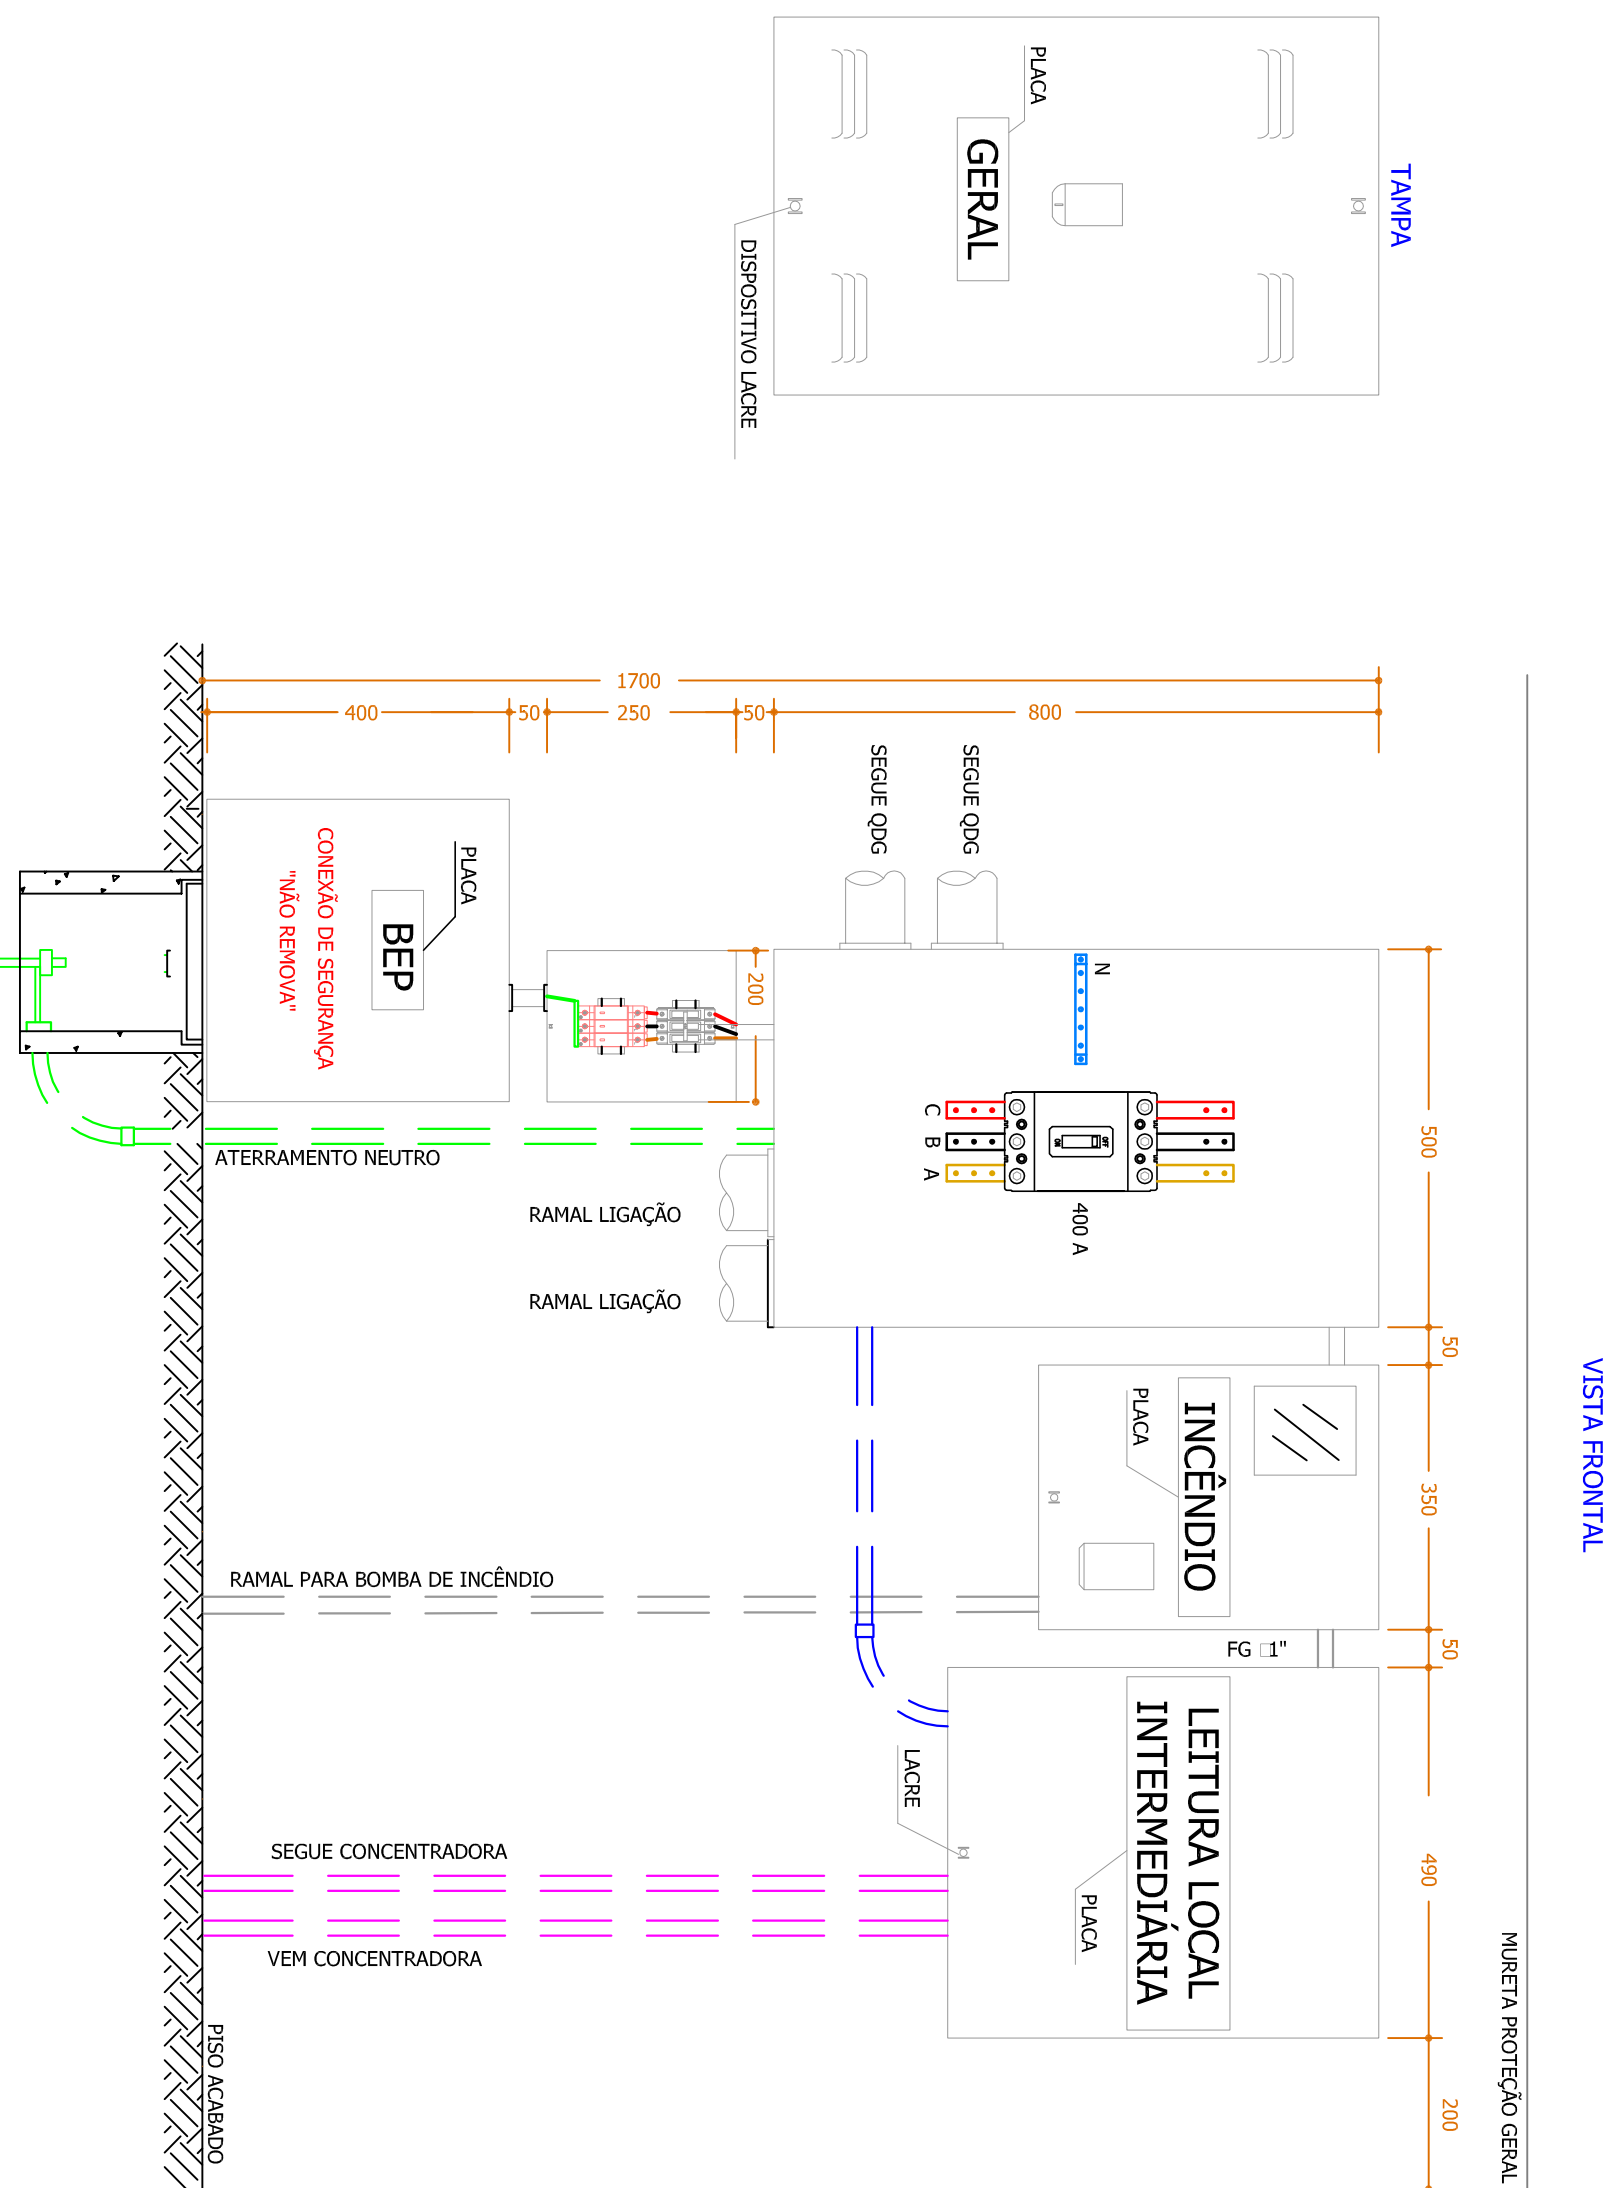 TAMPA
PLACA
GERAL
DISPOSITIVO LACRE
VISTA FRONTAL
MURETA PROTEÇÃO GERAL
1700
800
50
250
50
400
500
50
350
50
490
200
200
SEGUE QDG
SEGUE QDG
N
C
B
A
ON
OFF
400 A
PLACA
BEP
CONEXÃO DE SEGURANÇA
"NÃO REMOVA"
ATERRAMENTO NEUTRO
RAMAL LIGAÇÃO
RAMAL LIGAÇÃO
INCÊNDIO
PLACA
RAMAL PARA BOMBA DE INCÊNDIO
FG □1"
LEITURA LOCAL
INTERMEDIÁRIA
LACRE
PLACA
SEGUE CONCENTRADORA
VEM CONCENTRADORA
PISO ACABADO